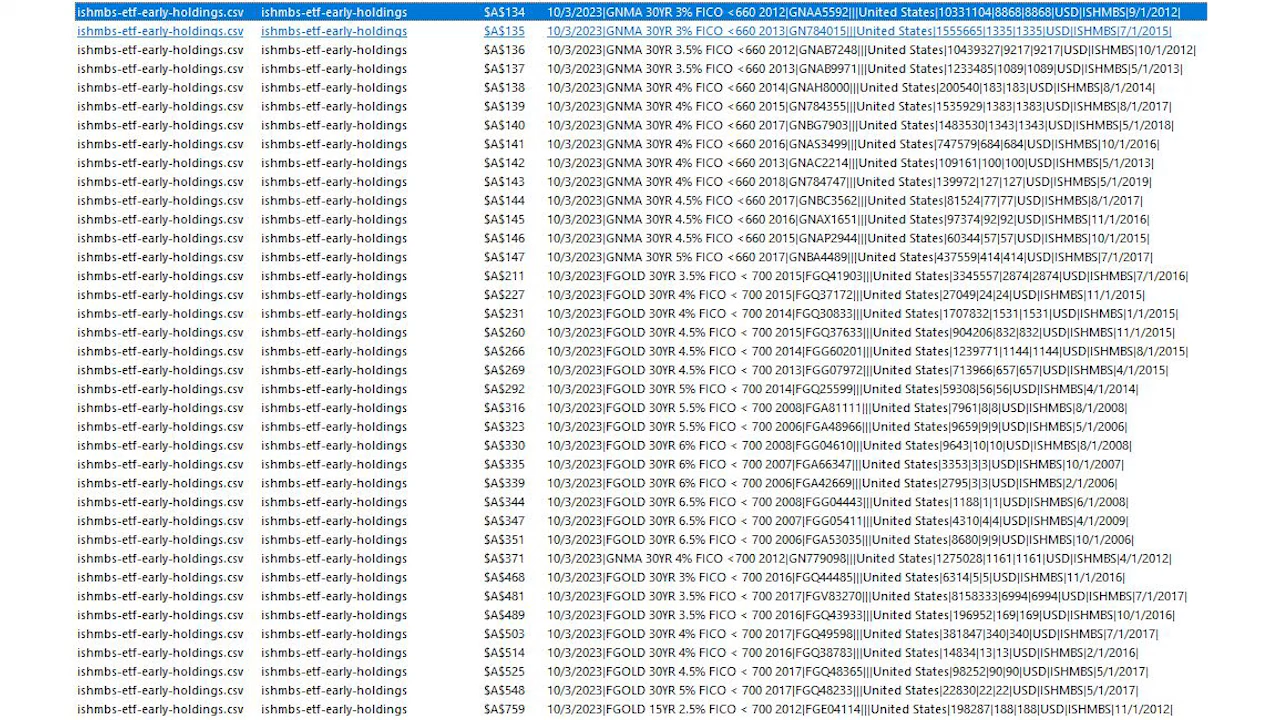 ishmbs-etf-early-holdings.csv ishmbs-etf-early-holdings $A$134 10/3/2023|GNMA 30YR 3% FICO <660 2012|GNAA5592|||United States|10331104|8868|8868|USD|ISHMBS|9/1/2012|
ishmbs-etf-early-holdings.csv ishmbs-etf-early-holdings $A$135 10/3/2023|GNMA 30YR 3% FICO <660 2013|GN784015|||United States|1555665|1335|1335|USD|ISHMBS|7/1/2015|
ishmbs-etf-early-holdings.csv ishmbs-etf-early-holdings $A$136 10/3/2023|GNMA 30YR 3.5% FICO <660 2012|GNAB7248|||United States|10439327|9217|9217|USD|ISHMBS|10/1/2012|
ishmbs-etf-early-holdings.csv ishmbs-etf-early-holdings $A$137 10/3/2023|GNMA 30YR 3.5% FICO <660 2013|GNAB9971|||United States|1233485|1089|1089|USD|ISHMBS|5/1/2013|
ishmbs-etf-early-holdings.csv ishmbs-etf-early-holdings $A$138 10/3/2023|GNMA 30YR 4% FICO <660 2014|GNAH8000|||United States|200540|183|183|USD|ISHMBS|8/1/2014|
ishmbs-etf-early-holdings.csv ishmbs-etf-early-holdings $A$139 10/3/2023|GNMA 30YR 4% FICO <660 2015|GN784355|||United States|1535929|1383|1383|USD|ISHMBS|8/1/2017|
ishmbs-etf-early-holdings.csv ishmbs-etf-early-holdings $A$140 10/3/2023|GNMA 30YR 4% FICO <660 2017|GNBG7903|||United States|1483530|1343|1343|USD|ISHMBS|5/1/2018|
ishmbs-etf-early-holdings.csv ishmbs-etf-early-holdings $A$141 10/3/2023|GNMA 30YR 4% FICO <660 2016|GNAS3499|||United States|747579|684|684|USD|ISHMBS|10/1/2016|
ishmbs-etf-early-holdings.csv ishmbs-etf-early-holdings $A$142 10/3/2023|GNMA 30YR 4% FICO <660 2013|GNAC2214|||United States|109161|100|100|USD|ISHMBS|5/1/2013|
ishmbs-etf-early-holdings.csv ishmbs-etf-early-holdings $A$143 10/3/2023|GNMA 30YR 4% FICO <660 2018|GN784747|||United States|139972|127|127|USD|ISHMBS|5/1/2019|
ishmbs-etf-early-holdings.csv ishmbs-etf-early-holdings $A$144 10/3/2023|GNMA 30YR 4.5% FICO <660 2017|GNBC3562|||United States|81524|77|77|USD|ISHMBS|8/1/2017|
ishmbs-etf-early-holdings.csv ishmbs-etf-early-holdings $A$145 10/3/2023|GNMA 30YR 4.5% FICO <660 2016|GNAX1651|||United States|97374|92|92|USD|ISHMBS|11/1/2016|
ishmbs-etf-early-holdings.csv ishmbs-etf-early-holdings $A$146 10/3/2023|GNMA 30YR 4.5% FICO <660 2015|GNAP2944|||United States|60344|57|57|USD|ISHMBS|10/1/2015|
ishmbs-etf-early-holdings.csv ishmbs-etf-early-holdings $A$147 10/3/2023|GNMA 30YR 5% FICO <660 2017|GNBA4489|||United States|437559|414|414|USD|ISHMBS|7/1/2017|
ishmbs-etf-early-holdings.csv ishmbs-etf-early-holdings $A$211 10/3/2023|FGOLD 30YR 3.5% FICO < 700 2015|FGQ41903|||United States|3345557|2874|2874|USD|ISHMBS|7/1/2016|
ishmbs-etf-early-holdings.csv ishmbs-etf-early-holdings $A$227 10/3/2023|FGOLD 30YR 4% FICO < 700 2015|FGQ37172|||United States|27049|24|24|USD|ISHMBS|11/1/2015|
ishmbs-etf-early-holdings.csv ishmbs-etf-early-holdings $A$231 10/3/2023|FGOLD 30YR 4% FICO < 700 2014|FGQ30833|||United States|1707832|1531|1531|USD|ISHMBS|1/1/2015|
ishmbs-etf-early-holdings.csv ishmbs-etf-early-holdings $A$260 10/3/2023|FGOLD 30YR 4.5% FICO < 700 2015|FGQ37633|||United States|904206|832|832|USD|ISHMBS|11/1/2015|
ishmbs-etf-early-holdings.csv ishmbs-etf-early-holdings $A$266 10/3/2023|FGOLD 30YR 4.5% FICO < 700 2014|FGG60201|||United States|1239771|1144|1144|USD|ISHMBS|8/1/2015|
ishmbs-etf-early-holdings.csv ishmbs-etf-early-holdings $A$269 10/3/2023|FGOLD 30YR 4.5% FICO < 700 2013|FGG07972|||United States|713966|657|657|USD|ISHMBS|4/1/2015|
ishmbs-etf-early-holdings.csv ishmbs-etf-early-holdings $A$292 10/3/2023|FGOLD 30YR 5% FICO < 700 2014|FGQ25599|||United States|59308|56|56|USD|ISHMBS|4/1/2014|
ishmbs-etf-early-holdings.csv ishmbs-etf-early-holdings $A$316 10/3/2023|FGOLD 30YR 5.5% FICO < 700 2008|FGA81111|||United States|7961|8|8|USD|ISHMBS|8/1/2008|
ishmbs-etf-early-holdings.csv ishmbs-etf-early-holdings $A$323 10/3/2023|FGOLD 30YR 5.5% FICO < 700 2006|FGA48966|||United States|9659|9|9|USD|ISHMBS|5/1/2006|
ishmbs-etf-early-holdings.csv ishmbs-etf-early-holdings $A$330 10/3/2023|FGOLD 30YR 6% FICO < 700 2008|FGG04610|||United States|9643|10|10|USD|ISHMBS|8/1/2008|
ishmbs-etf-early-holdings.csv ishmbs-etf-early-holdings $A$335 10/3/2023|FGOLD 30YR 6% FICO < 700 2007|FGA66347|||United States|3353|3|3|USD|ISHMBS|10/1/2007|
ishmbs-etf-early-holdings.csv ishmbs-etf-early-holdings $A$339 10/3/2023|FGOLD 30YR 6% FICO < 700 2006|FGA42669|||United States|2795|3|3|USD|ISHMBS|2/1/2006|
ishmbs-etf-early-holdings.csv ishmbs-etf-early-holdings $A$344 10/3/2023|FGOLD 30YR 6.5% FICO < 700 2008|FGG04443|||United States|1188|1|1|USD|ISHMBS|6/1/2008|
ishmbs-etf-early-holdings.csv ishmbs-etf-early-holdings $A$347 10/3/2023|FGOLD 30YR 6.5% FICO < 700 2007|FGG05411|||United States|4310|4|4|USD|ISHMBS|4/1/2009|
ishmbs-etf-early-holdings.csv ishmbs-etf-early-holdings $A$351 10/3/2023|FGOLD 30YR 6.5% FICO < 700 2006|FGA53035|||United States|8680|9|9|USD|ISHMBS|10/1/2006|
ishmbs-etf-early-holdings.csv ishmbs-etf-early-holdings $A$371 10/3/2023|GNMA 30YR 4% FICO <700 2012|GN779098|||United States|1275028|1161|1161|USD|ISHMBS|4/1/2012|
ishmbs-etf-early-holdings.csv ishmbs-etf-early-holdings $A$468 10/3/2023|FGOLD 30YR 3% FICO < 700 2016|FGQ44485|||United States|6314|5|5|USD|ISHMBS|11/1/2016|
ishmbs-etf-early-holdings.csv ishmbs-etf-early-holdings $A$481 10/3/2023|FGOLD 30YR 3.5% FICO < 700 2017|FGV83270|||United States|8158333|6994|6994|USD|ISHMBS|7/1/2017|
ishmbs-etf-early-holdings.csv ishmbs-etf-early-holdings $A$489 10/3/2023|FGOLD 30YR 3.5% FICO < 700 2016|FGQ43933|||United States|196952|169|169|USD|ISHMBS|10/1/2016|
ishmbs-etf-early-holdings.csv ishmbs-etf-early-holdings $A$503 10/3/2023|FGOLD 30YR 4% FICO < 700 2017|FGQ49598|||United States|381847|340|340|USD|ISHMBS|7/1/2017|
ishmbs-etf-early-holdings.csv ishmbs-etf-early-holdings $A$514 10/3/2023|FGOLD 30YR 4% FICO < 700 2016|FGQ38783|||United States|14834|13|13|USD|ISHMBS|2/1/2016|
ishmbs-etf-early-holdings.csv ishmbs-etf-early-holdings $A$525 10/3/2023|FGOLD 30YR 4.5% FICO < 700 2017|FGQ48365|||United States|98252|90|90|USD|ISHMBS|5/1/2017|
ishmbs-etf-early-holdings.csv ishmbs-etf-early-holdings $A$548 10/3/2023|FGOLD 30YR 5% FICO < 700 2017|FGQ48233|||United States|22830|22|22|USD|ISHMBS|5/1/2017|
ishmbs-etf-early-holdings.csv ishmbs-etf-early-holdings $A$759 10/3/2023|FGOLD 15YR 2.5% FICO < 700 2012|FGE04114|||United States|198287|188|188|USD|ISHMBS|11/1/2012|